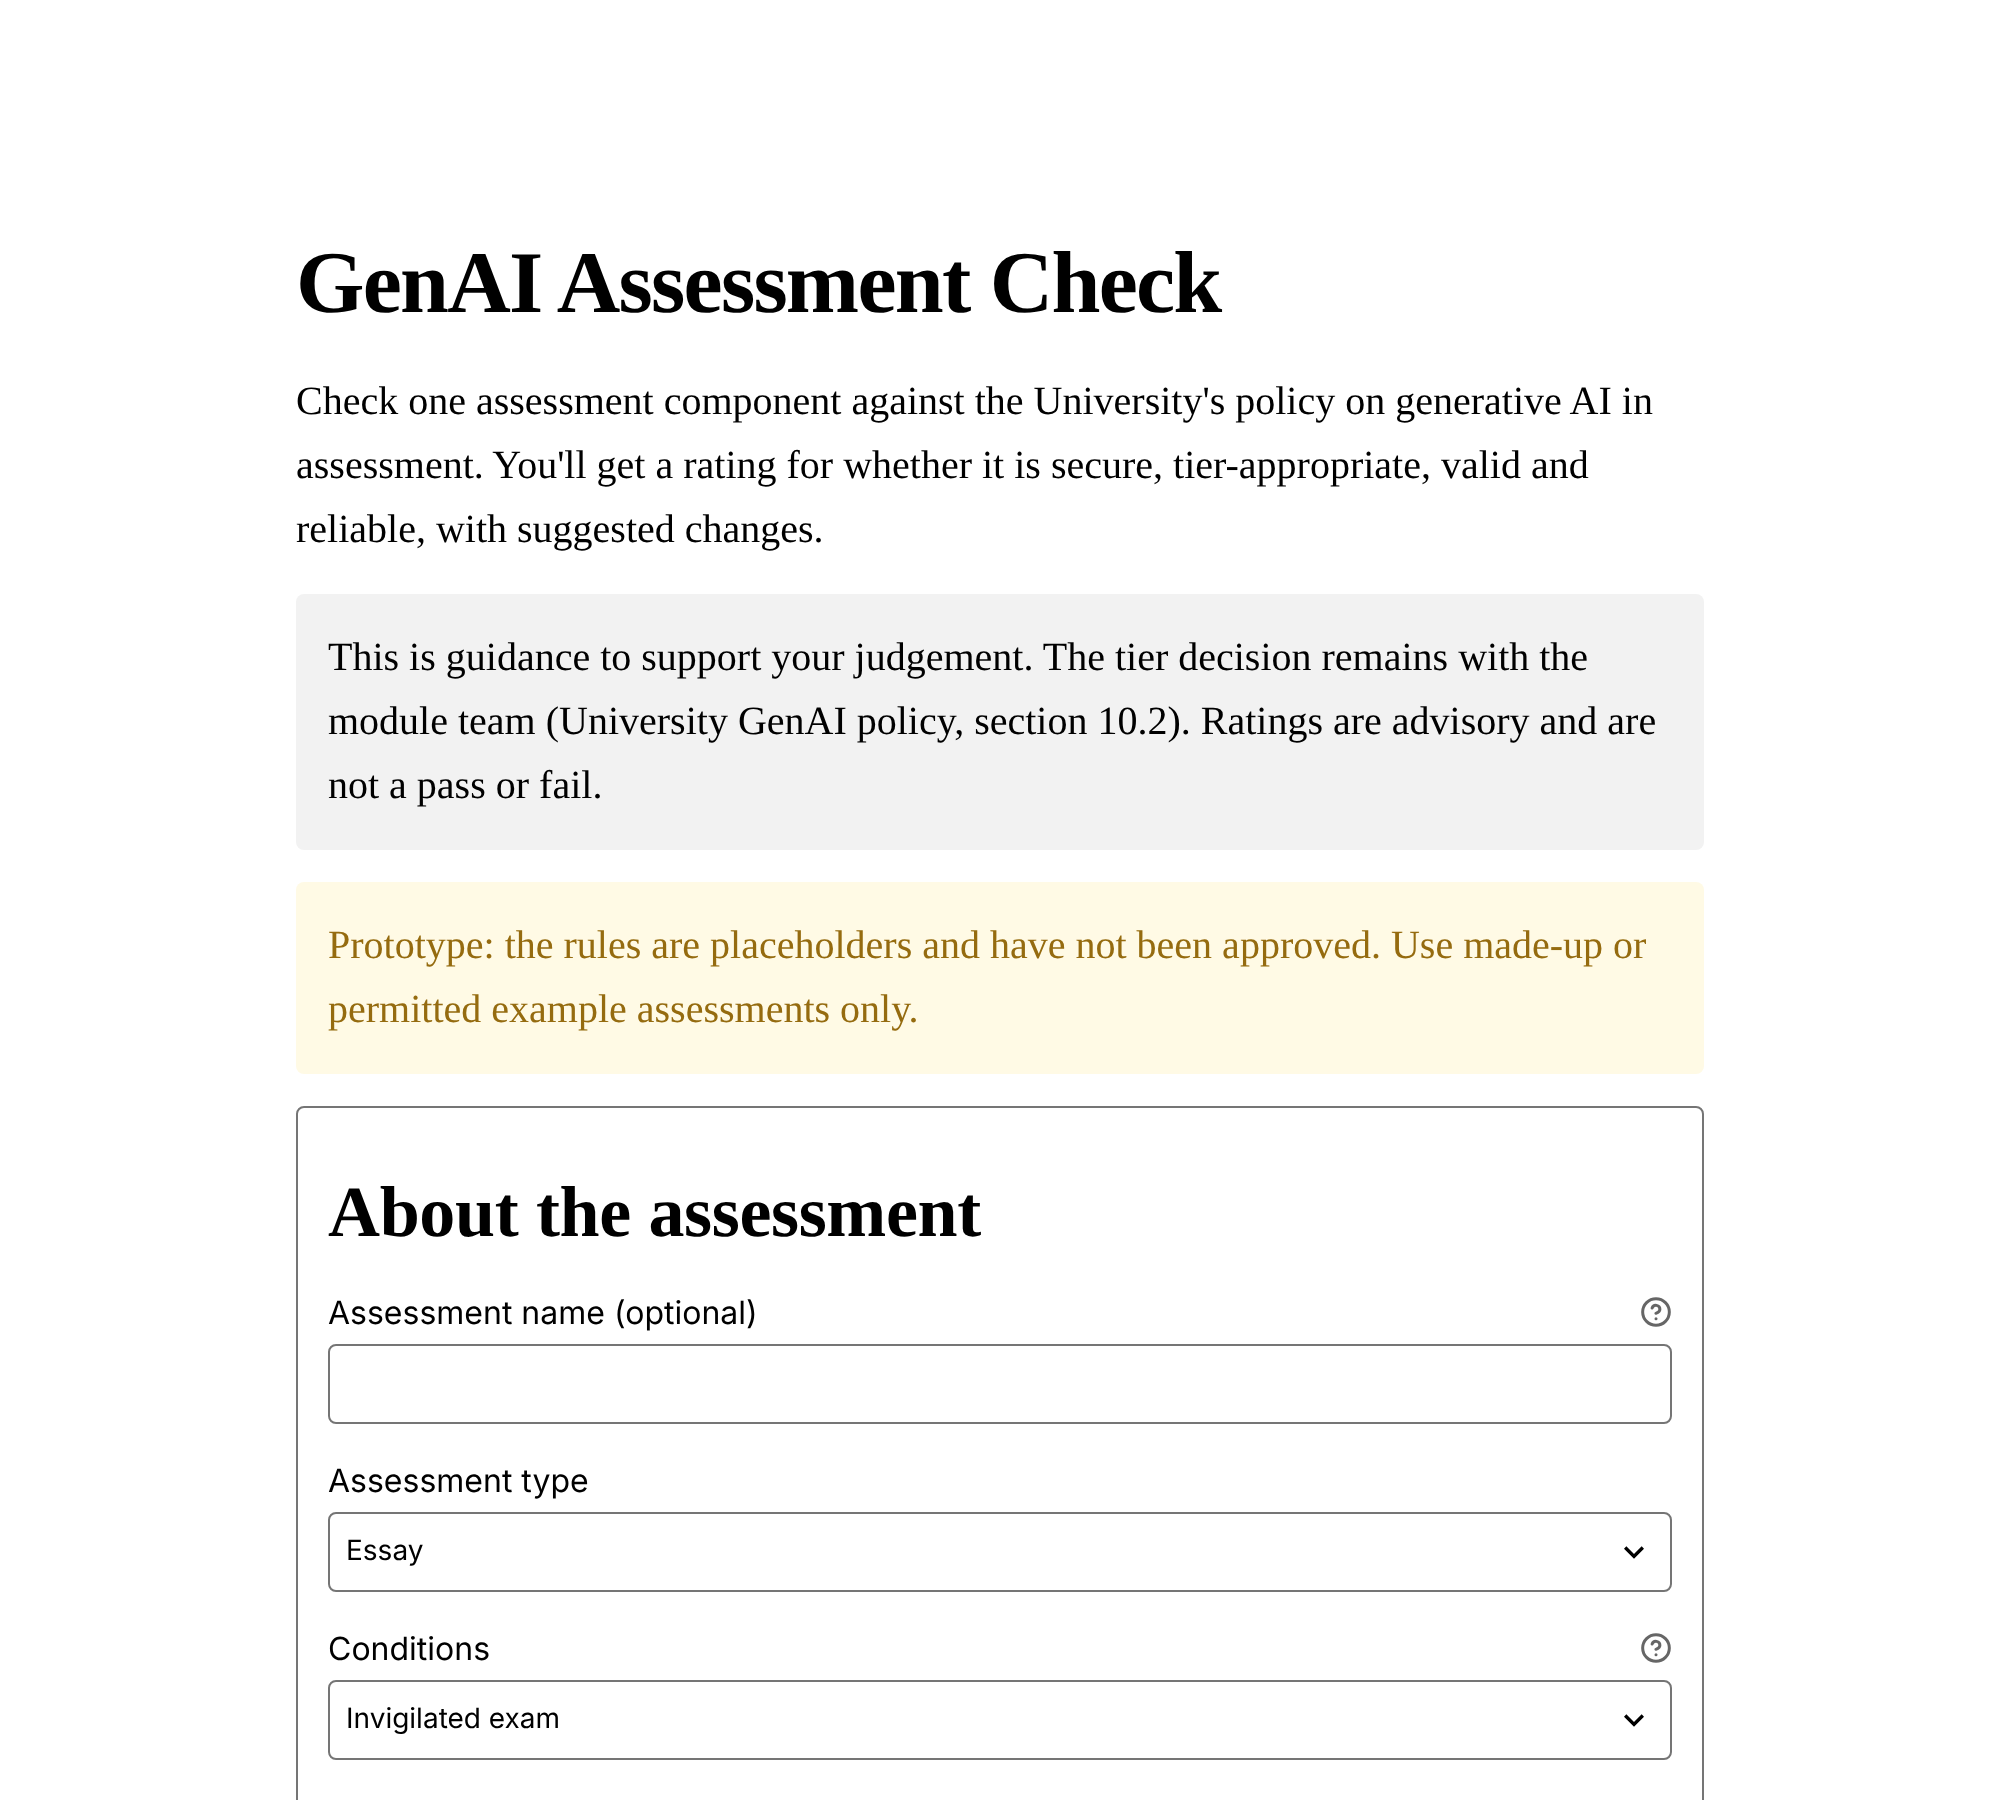 GenAI Assessment Check
Check one assessment component against the University's policy on generative AI in
assessment. You'll get a rating for whether it is secure, tier-appropriate, valid and
reliable, with suggested changes.
This is guidance to support your judgement. The tier decision remains with the
module team (University GenAI policy, section 10.2). Ratings are advisory and are
not a pass or fail.
Prototype: the rules are placeholders and have not been approved. Use made-up or
permitted example assessments only.
About the assessment
Assessment name (optional)
Assessment type
Essay
Conditions
Invigilated exam